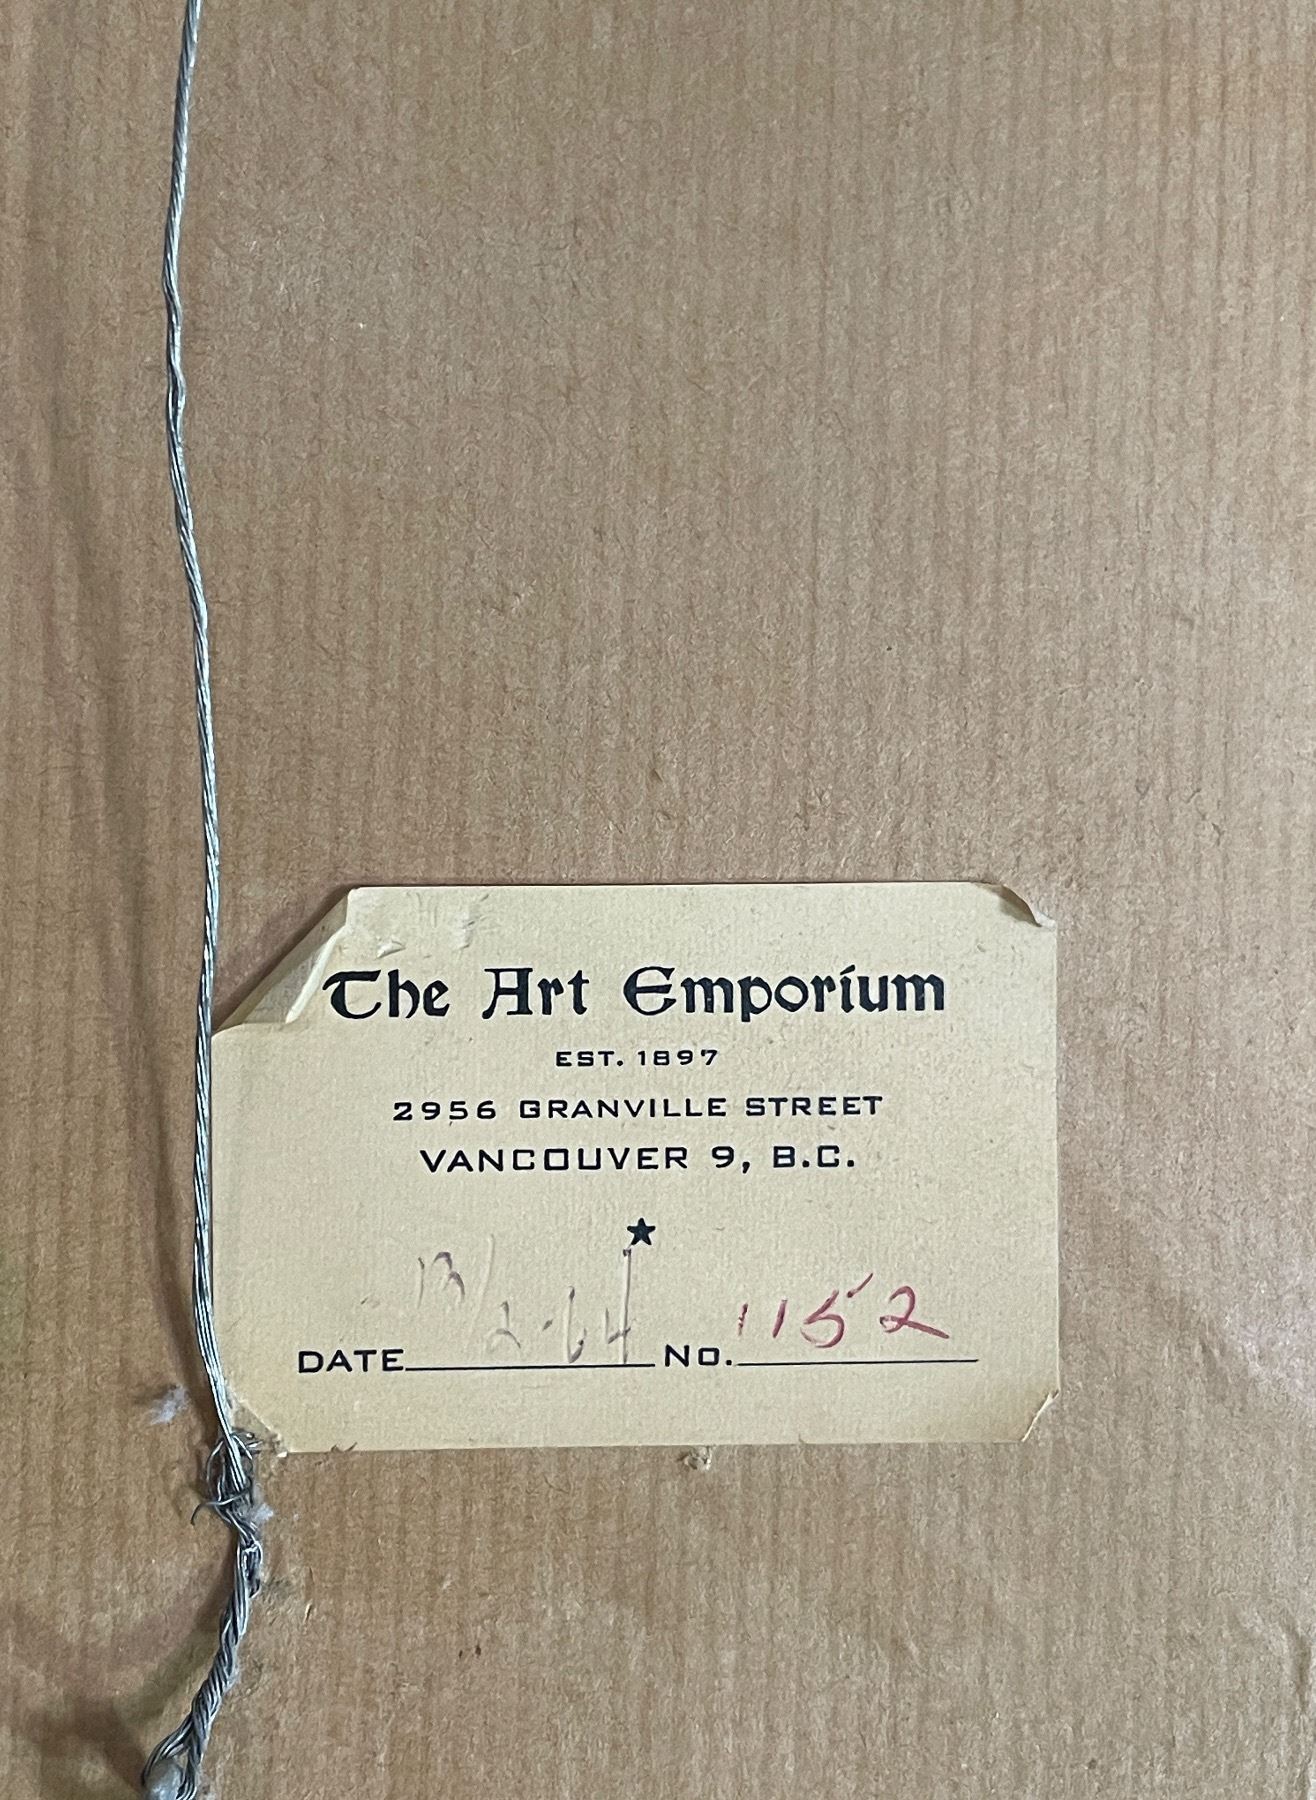 The Art Emporium
EST. 1897
2956 GRANVILLE STREET
VANCOUVER 9, B.C.
DATE 13/2-64 No. 1152